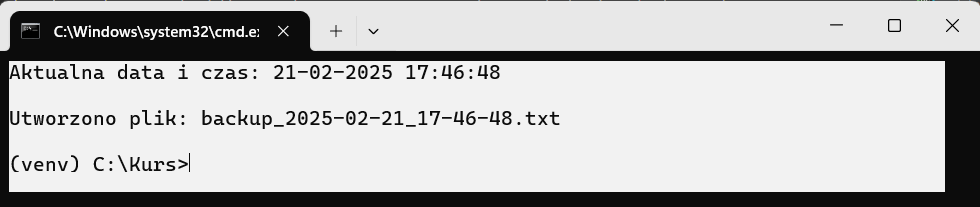 C:\Windows\system32\cmd.e
Aktualna data i czas: 21-02-2025 17:46:48
Utworzono plik: backup_2025-02-21_17-46-48.txt
(venv) C:\Kurs>